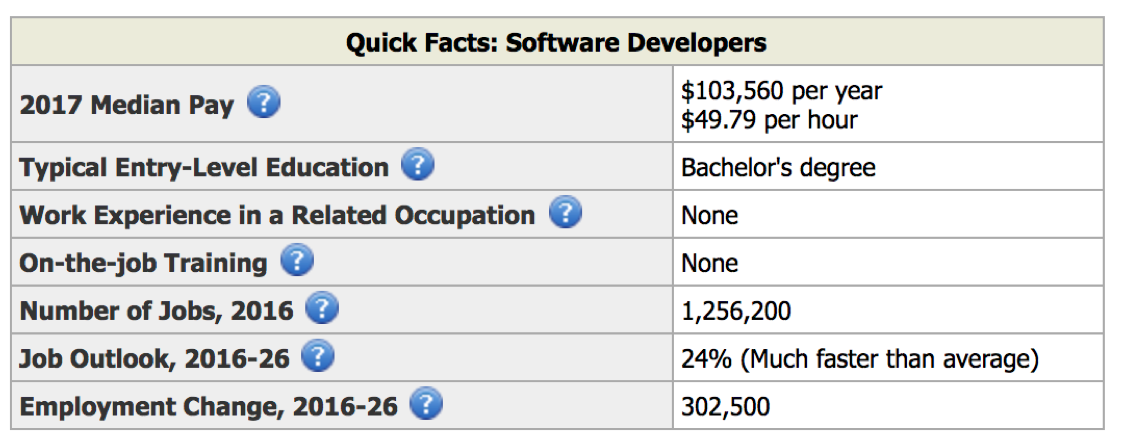 Quick Facts: Software Developers
2017 Median Pay ?
$103,560 per year
$49.79 per hour
Typical Entry-Level Education ?
Bachelor's degree
Work Experience in a Related Occupation ?
None
On-the-job Training ?
None
Number of Jobs, 2016 ?
1,256,200
Job Outlook, 2016-26 ?
24% (Much faster than average)
Employment Change, 2016-26 ?
302,500